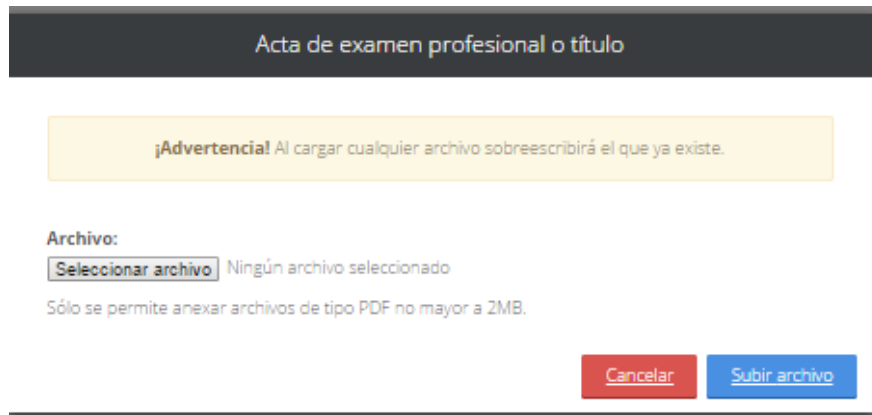 Acta de examen profesional o título
¡Advertencia! Al cargar cualquier archivo sobreescribirá el que ya existe.
Archivo:
Seleccionar archivo Ningún archivo seleccionado
Sólo se permite anexar archivos de tipo PDF no mayor a 2MB.
Cancelar Subir archivo